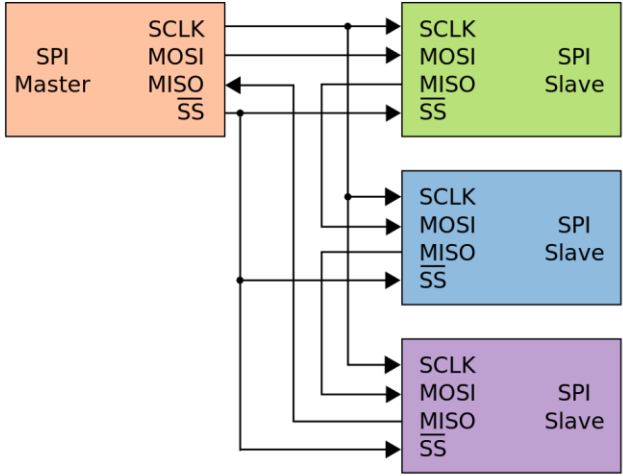 SCLK
SPI MOSI
Master MISO
SS
SCLK
MOSI SPI
MISO Slave
SS
SCLK
MOSI SPI
MISO Slave
SS
SCLK
MOSI SPI
MISO Slave
SS